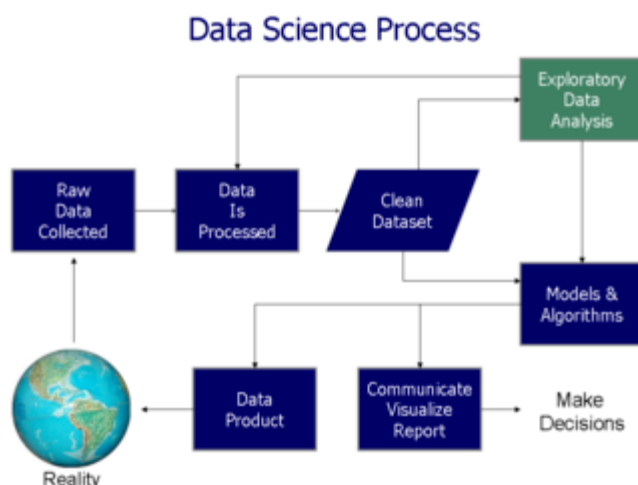 Data Science Process
Exploratory
Data
Analysis
Raw
Data
Collected
Data
Is
Processed
Clean
Dataset
Models &
Algorithms
Data
Product
Communicate
Visualize
Report
Make
Decisions
Reality